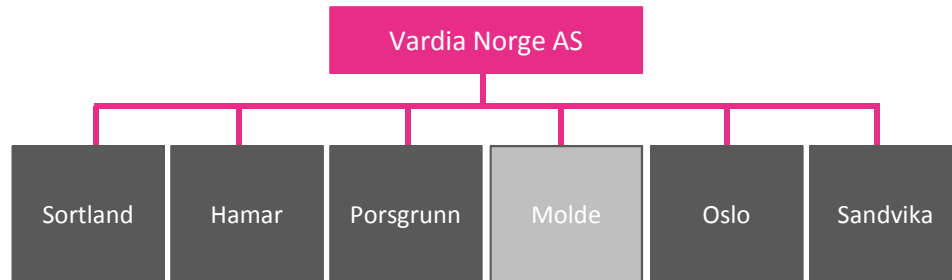 Vardia Norge AS
Sortland
Hamar
Porsgrunn
Molde
Oslo
Sandvika